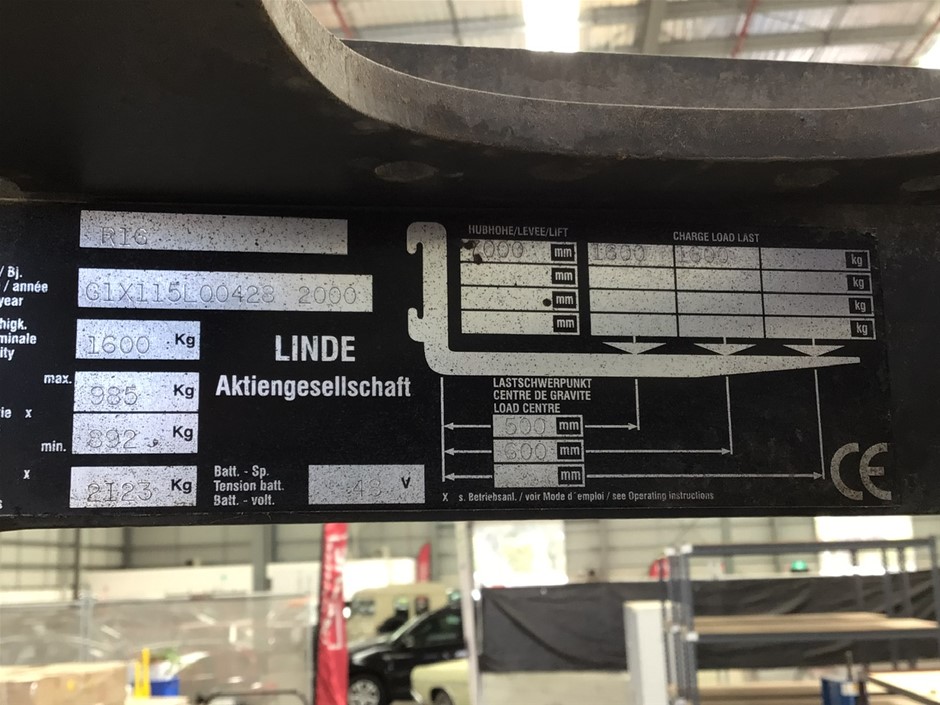 R16
/ Bj.
/ année
year
G1X115L00428 2000
higk.
minale
ity
1600 Kg
max.
985 Kg
rie x
min.
892 Kg
x
2123 Kg
s
LINDE
Aktiengesellschaft
Batt. - Sp.
Tension batt.
Batt. - volt.
48 V
HUBHOHE/LEVEE/LIFT
CHARGE LOAD LAST
mm 1600 1600 kg
mm kg
mm kg
mm kg
LASTSCHWERPUNKT
CENTRE DE GRAVITE
LOAD CENTRE
500 mm
600 mm
mm
X s. Betriebsanl. / voir Mode d'emploi / see Operating instructions
CE